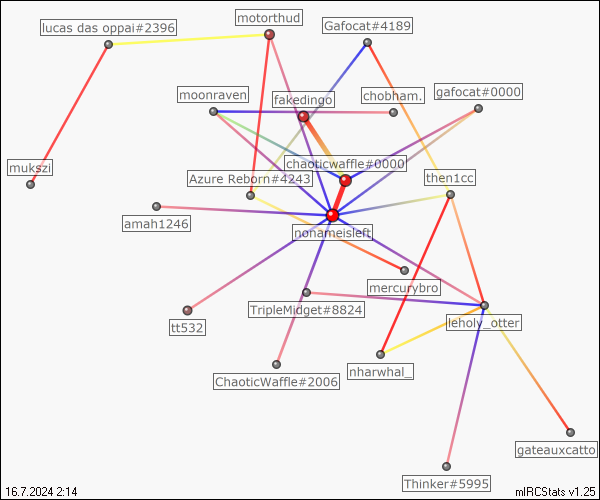 motorthud
lucas das oppai#2396
Gafocat#4189
moonraven
fakedingo
chobham.
gafocat#0000
mukszi
chaoticwaffle#0000
Azure Reborn#4243
then1cc
amah1246
nonameisleft
mercurybro
TripleMidget#8824
tt532
leholy_otter
nharwhal_
ChaoticWaffle#2006
gateauxcatto
Thinker#5995
16.7.2024 2:14
mIRCStats v1.25